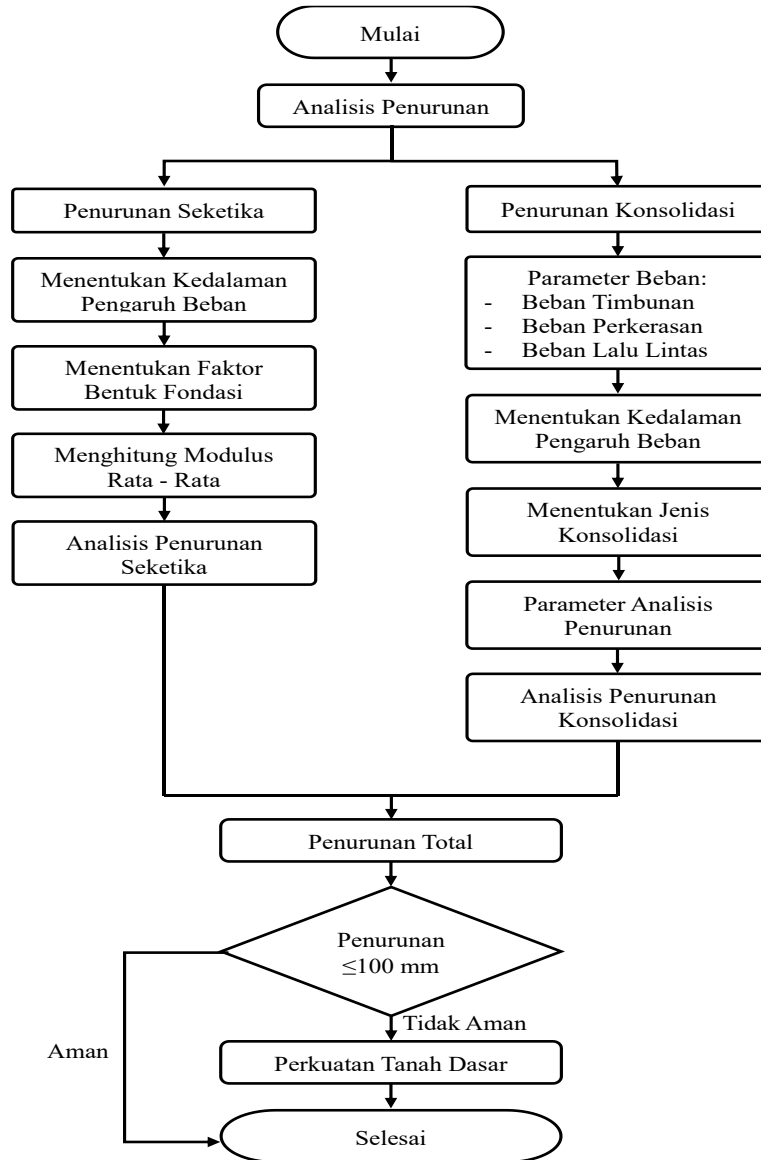 Mulai
Analisis Penurunan
Penurunan Seketika
Menentukan Kedalaman
Pengaruh Beban
Menentukan Faktor
Bentuk Fondasi
Menghitung Modulus
Rata - Rata
Analisis Penurunan
Seketika
Penurunan Konsolidasi
Parameter Beban:
- Beban Timbunan
- Beban Perkerasan
- Beban Lalu Lintas
Menentukan Kedalaman
Pengaruh Beban
Menentukan Jenis
Konsolidasi
Parameter Analisis
Penurunan
Analisis Penurunan
Konsolidasi
Penurunan Total
Penurunan
≤100 mm
Tidak Aman
Aman
Perkuatan Tanah Dasar
Selesai